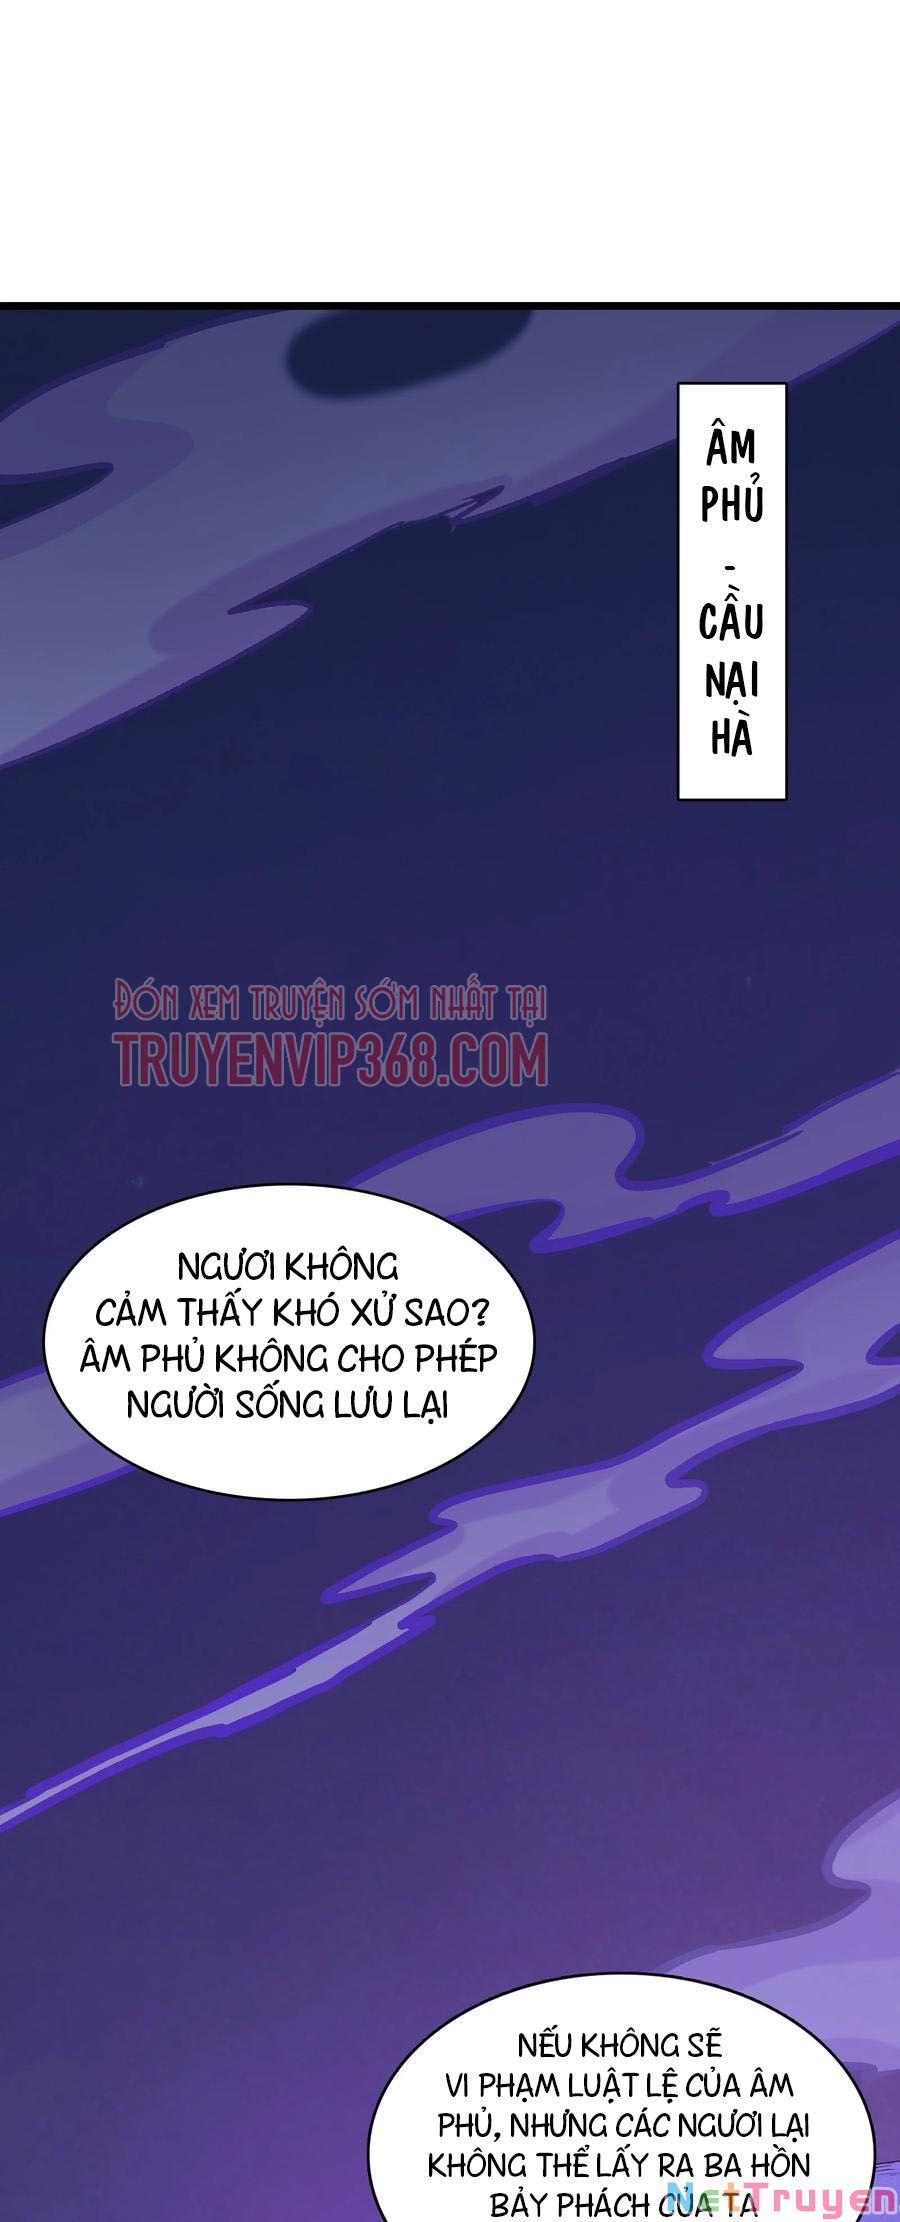 ÂM
PHỦ
-
CẦU
NẠI
HÀ
ĐÓN XEM TRUYỆN SỚM NHẤT TẠI
TRUYENVIP368.COM
NGƯƠI KHÔNG
CẢM THẤY KHÓ XỬ SAO?
ÂM PHỦ KHÔNG CHO PHÉP
NGƯỜI SỐNG LƯU LẠI
NẾU KHÔNG SẼ
VI PHẠM LUẬT LỆ CỦA ÂM
PHỦ, NHƯNG CÁC NGƯƠI LẠI
KHÔNG THỂ LẤY RA BA HỒN
BẢY PHÁCH CỦA TA
NetTruyen